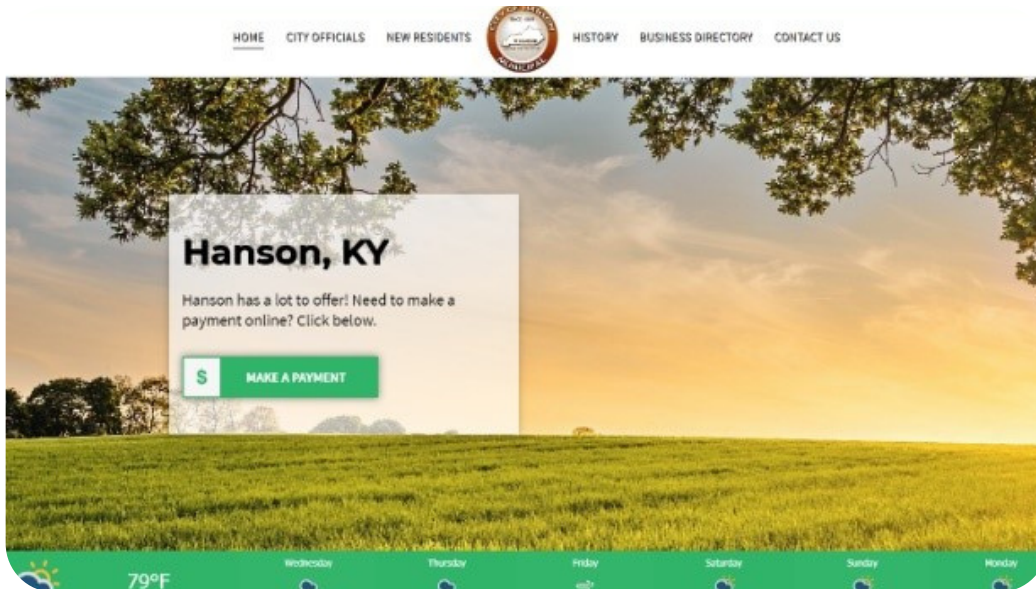 HOME CITY OFFICIALS NEW RESIDENTS HISTORY BUSINESS DIRECTORY CONTACT US
MUNICIPAL
Hanson, KY
Hanson has a lot to offer! Need to make a
payment online? Click below.
$ MAKE A PAYMENT
79°F Wednesday Thursday Friday Saturday Sunday Monday